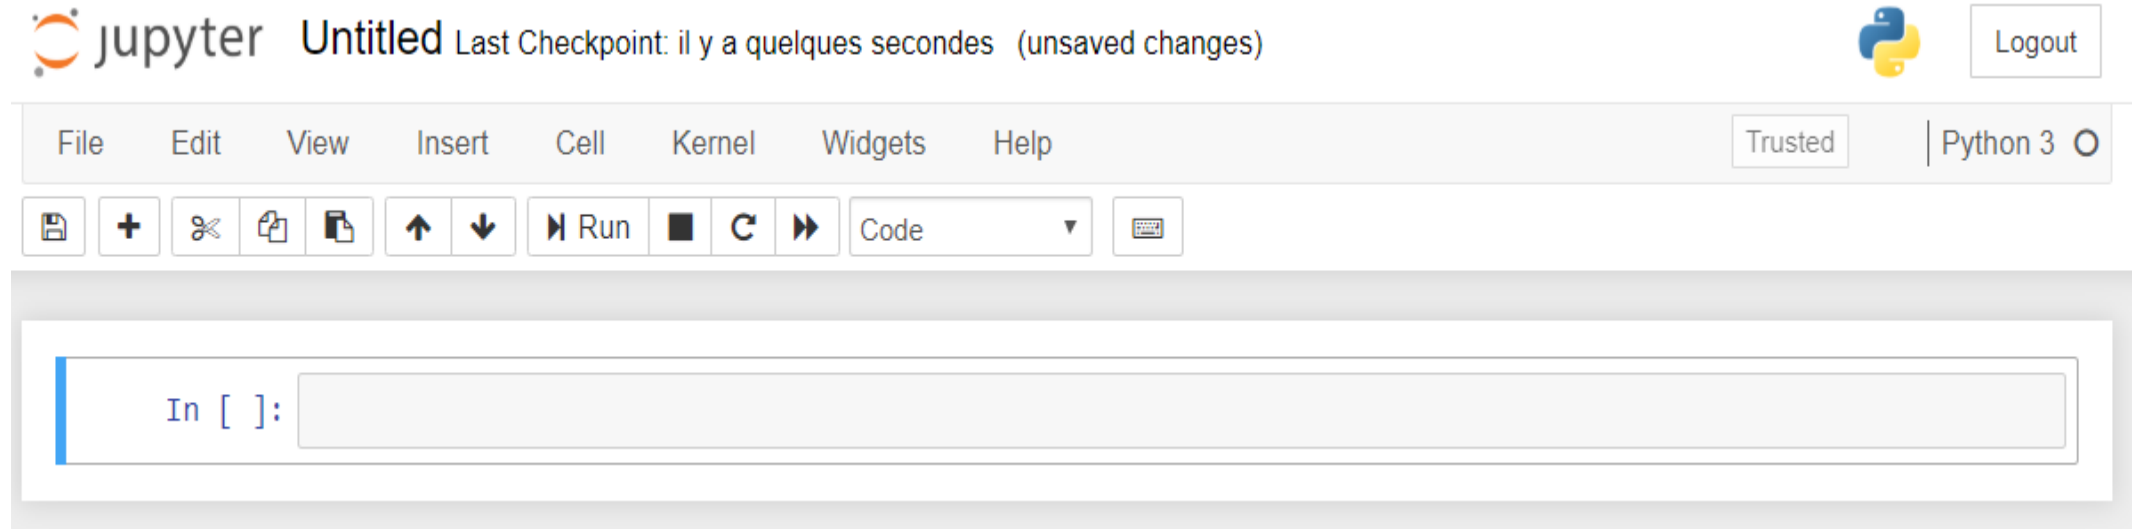 jupyter Untitled Last Checkpoint: il y a quelques secondes (unsaved changes) Logout
File Edit View Insert Cell Kernel Widgets Help Trusted Python 3
Run Code
In [ ]: